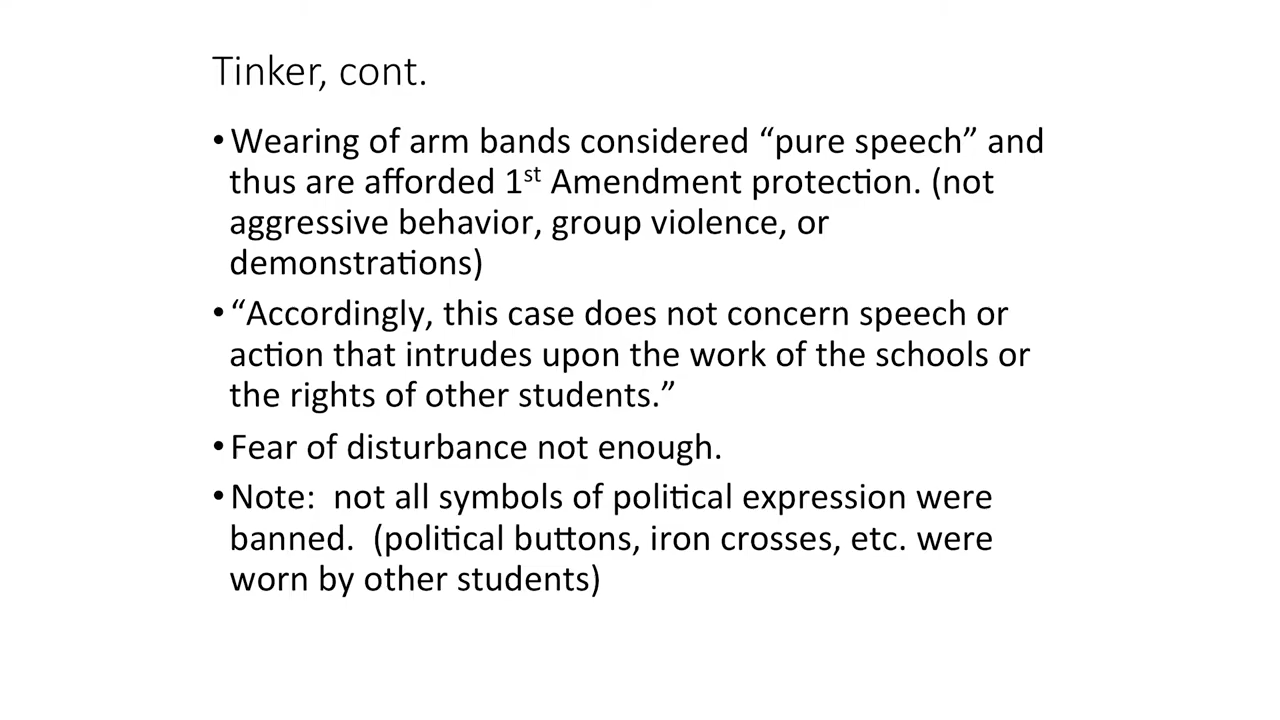 Tinker, cont.
• Wearing of arm bands considered “pure speech” and
thus are afforded 1st Amendment protection. (not
aggressive behavior, group violence, or
demonstrations)
• “Accordingly, this case does not concern speech or
action that intrudes upon the work of the schools or
the rights of other students.”
• Fear of disturbance not enough.
• Note:  not all symbols of political expression were
banned.  (political buttons, iron crosses, etc. were
worn by other students)